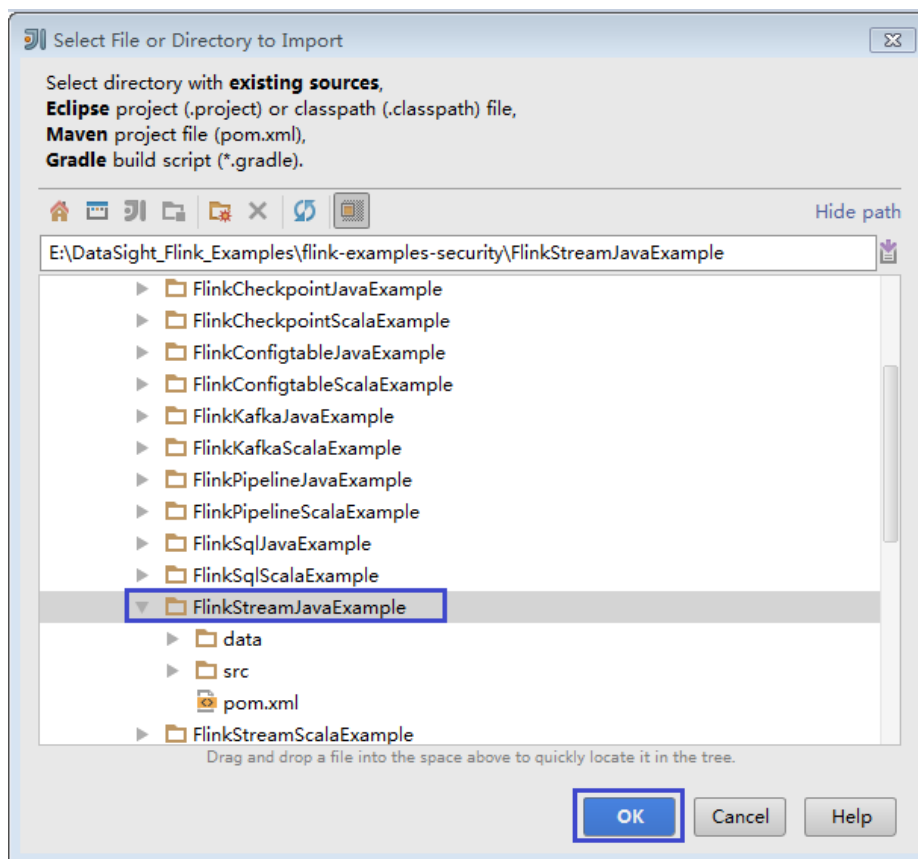 Select File or Directory to Import
Select directory with existing sources,
Eclipse project (.project) or classpath (.classpath) file,
Maven project file (pom.xml),
Gradle build script (*.gradle).
Hide path
E:\DataSight_Flink_Examples\flink-examples-security\FlinkStreamJavaExample
FlinkCheckpointJavaExample
FlinkCheckpointScalaExample
FlinkConfigtableJavaExample
FlinkConfigtableScalaExample
FlinkKafkaJavaExample
FlinkKafkaScalaExample
FlinkPipelineJavaExample
FlinkPipelineScalaExample
FlinkSqlJavaExample
FlinkSqlScalaExample
FlinkStreamJavaExample
data
src
pom.xml
FlinkStreamScalaExample
Drag and drop a file into the space above to quickly locate it in the tree.
OK Cancel Help